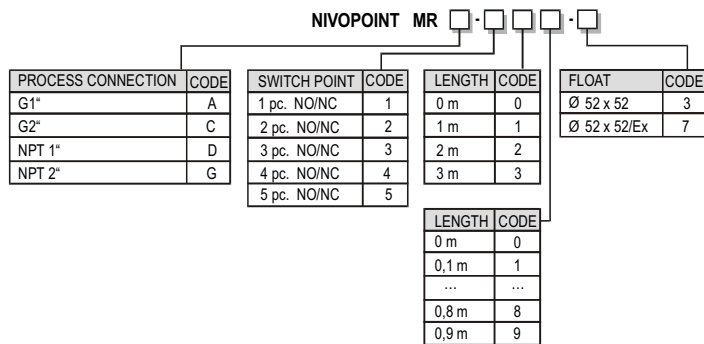 NIVOPOINT MR - -
PROCESS CONNECTION CODE
G1“ A
G2“ C
NPT 1“ D
NPT 2“ G
SWITCH POINT CODE
1 pc. NO/NC 1
2 pc. NO/NC 2
3 pc. NO/NC 3
4 pc. NO/NC 4
5 pc. NO/NC 5
LENGTH CODE
0 m 0
1 m 1
2 m 2
3 m 3
FLOAT CODE
Ø 52 x 52 3
Ø 52 x 52/Ex 7
LENGTH CODE
0 m 0
0,1 m 1
... ...
0,8 m 8
0,9 m 9